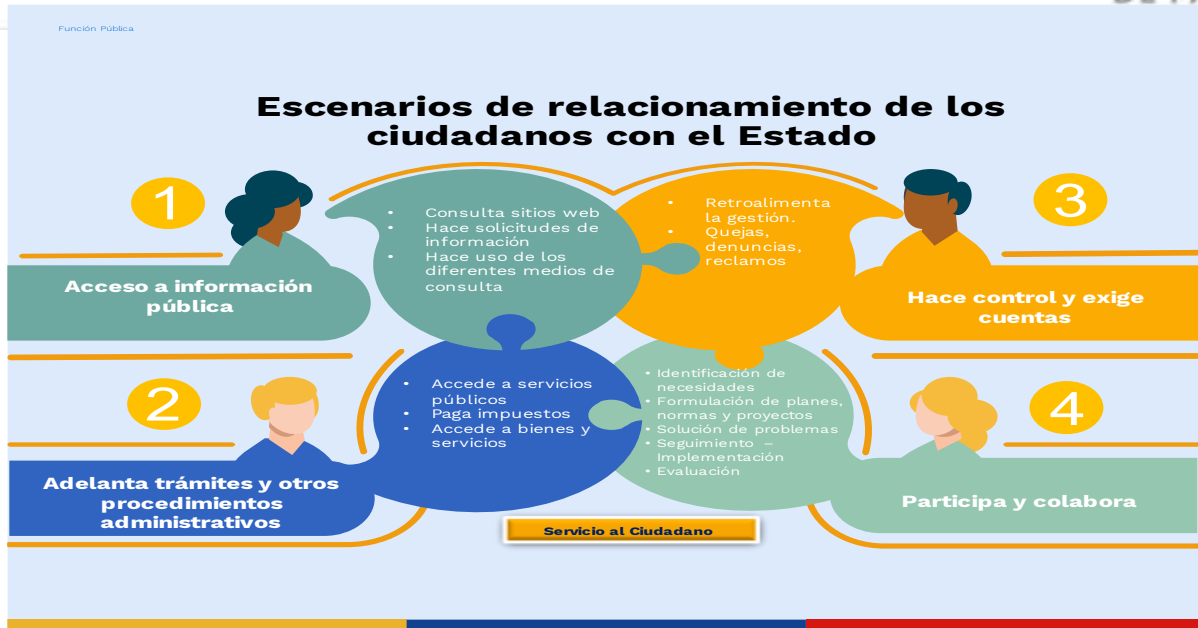 Función Pública
Escenarios de relacionamiento de los
ciudadanos con el Estado
1
Acceso a información
pública
• Consulta sitios web
• Hace solicitudes de
información
• Hace uso de los
diferentes medios de
consulta
2
Adelanta trámites y otros
procedimientos
administrativos
• Accede a servicios
públicos
• Paga impuestos
• Accede a bienes y
servicios
3
Hace control y exige
cuentas
• Retroalimenta
la gestión.
• Quejas,
denuncias,
reclamos
4
Participa y colabora
• Identificación de
necesidades
• Formulación de planes,
normas y proyectos
• Solución de problemas
• Seguimiento –
Implementación
• Evaluación
Servicio al Ciudadano